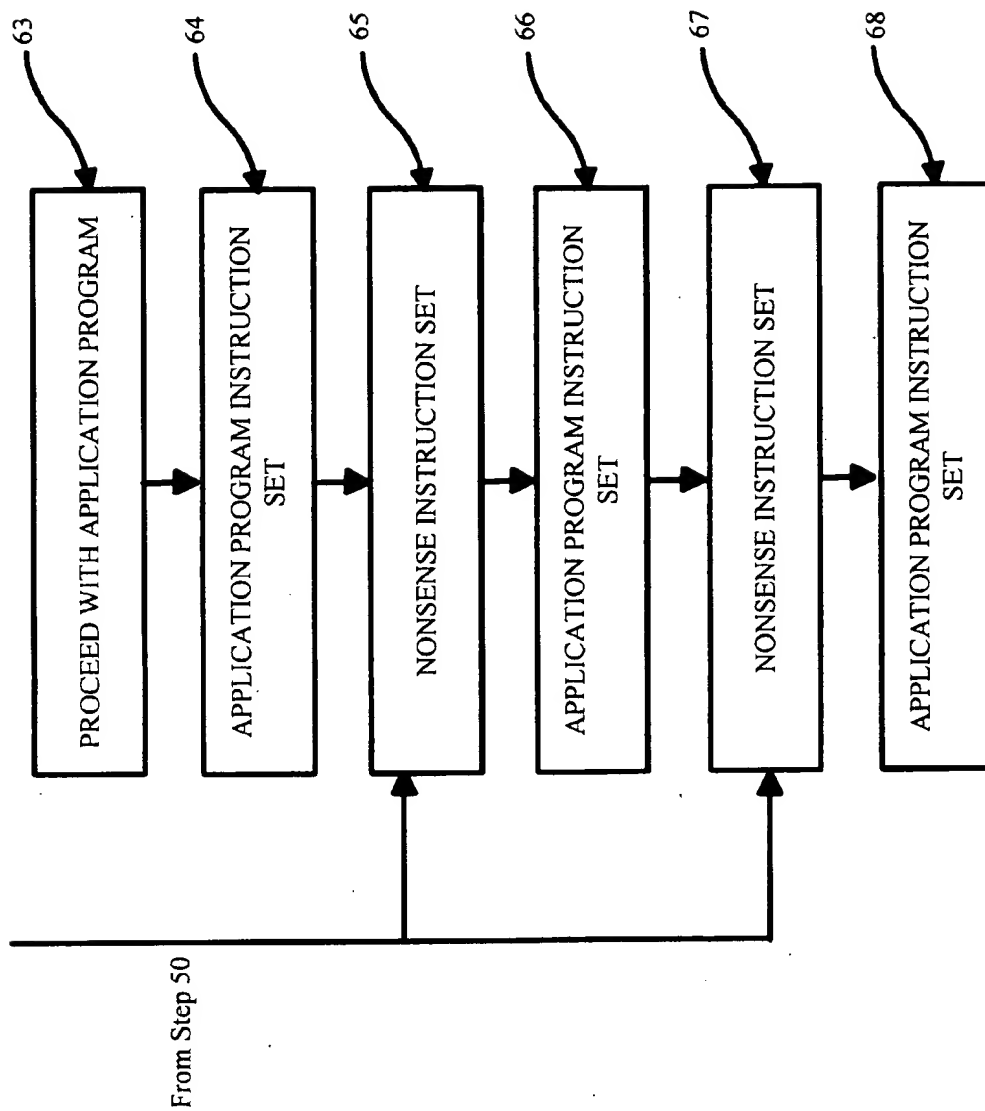 63
PROCEED WITH APPLICATION PROGRAM
64
APPLICATION PROGRAM INSTRUCTION
SET
65
NONSENSE INSTRUCTION SET
66
APPLICATION PROGRAM INSTRUCTION
SET
67
NONSENSE INSTRUCTION SET
68
APPLICATION PROGRAM INSTRUCTION
SET
From Step 50